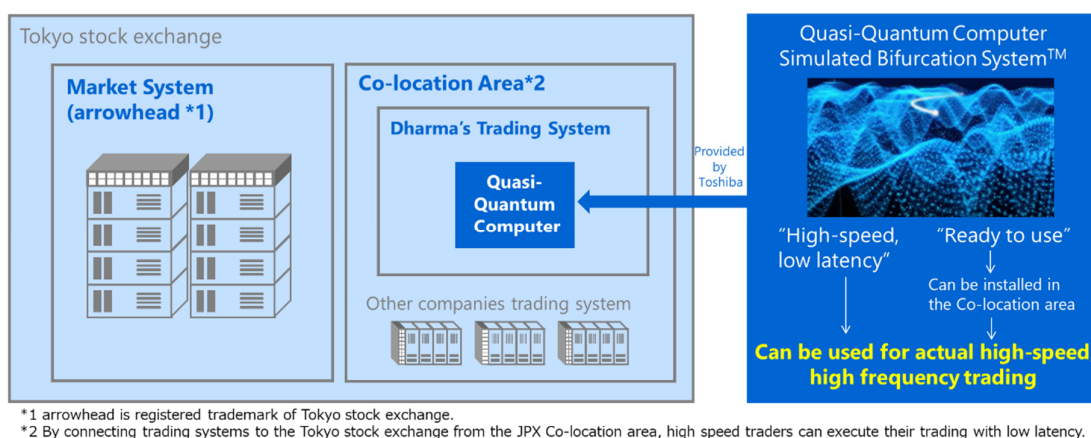 Tokyo stock exchange
Market System
(arrowhead *1)
Co-location Area*2
Dharma's Trading System
Quasi-
Quantum
Computer
Other companies trading system
Provided
by
Toshiba
Quasi-Quantum Computer
Simulated Bifurcation System™
"High-speed,
low latency"
"Ready to use"
Can be installed in
the Co-location area
Can be used for actual high-speed
high frequency trading
*1 arrowhead is registered trademark of Tokyo stock exchange.
*2 By connecting trading systems to the Tokyo stock exchange from the JPX Co-location area, high speed traders can execute their trading with low latency.